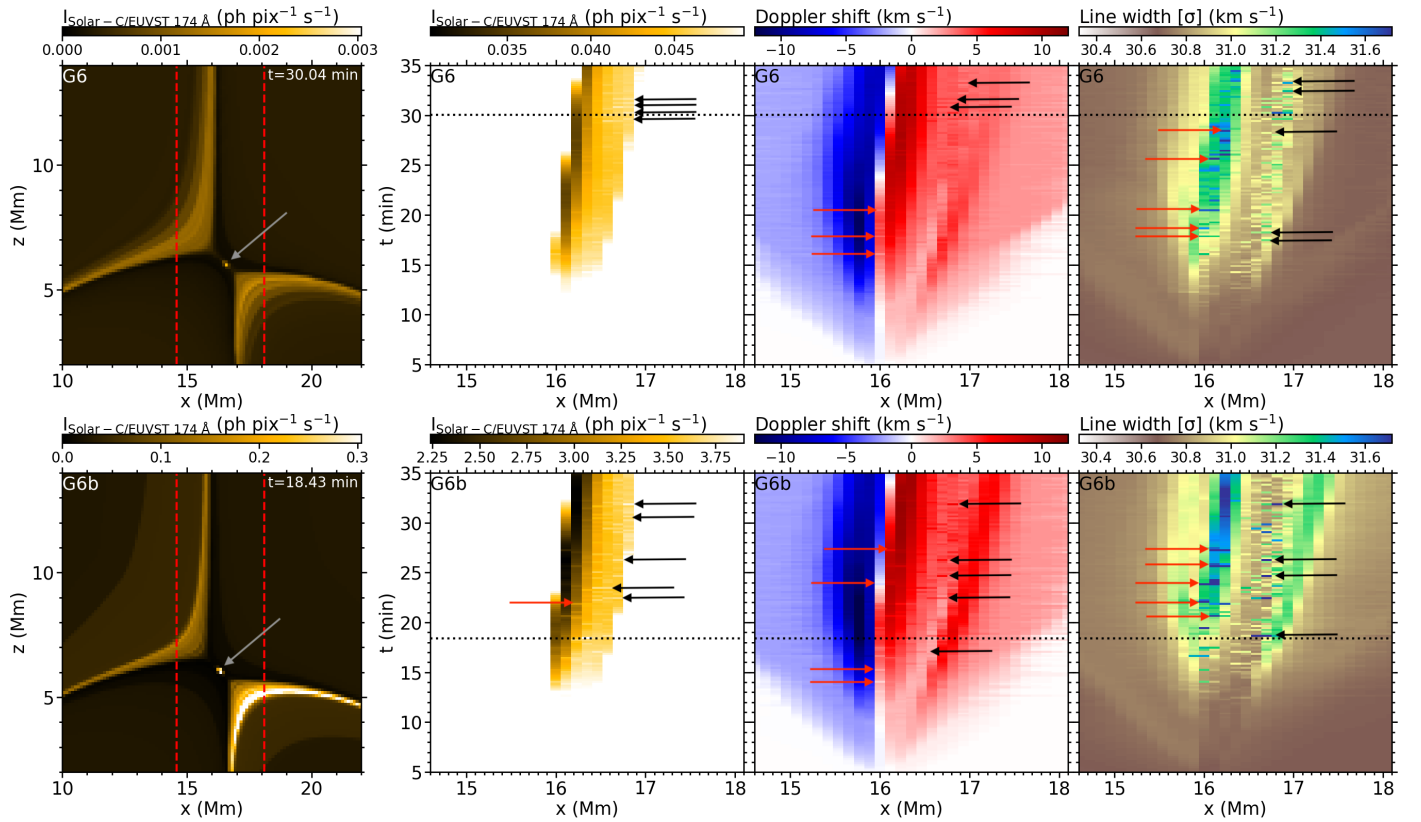 I_Solar−C/EUVST 174 Å (ph pix⁻¹ s⁻¹) I_Solar−C/EUVST 174 Å (ph pix⁻¹ s⁻¹) Doppler shift (km s⁻¹) Line width [σ] (km s⁻¹)
0.000 0.001 0.002 0.003 0.035 0.040 0.045 −10 −5 0 5 10 30.4 30.6 30.8 31.0 31.2 31.4 31.6
G6 t=30.04 min G6 G6 G6
z (Mm)
10
5
t (min)
35
30
25
20
15
10
5
10 15 20 15 16 17 18 15 16 17 18 15 16 17 18
x (Mm) x (Mm) x (Mm) x (Mm)
I_Solar−C/EUVST 174 Å (ph pix⁻¹ s⁻¹) I_Solar−C/EUVST 174 Å (ph pix⁻¹ s⁻¹) Doppler shift (km s⁻¹) Line width [σ] (km s⁻¹)
0.0 0.1 0.2 0.3 2.25 2.50 2.75 3.00 3.25 3.50 3.75 −10 −5 0 5 10 30.4 30.6 30.8 31.0 31.2 31.4 31.6
G6b t=18.43 min G6b G6b G6b
z (Mm)
10
5
t (min)
35
30
25
20
15
10
5
10 15 20 15 16 17 18 15 16 17 18 15 16 17 18
x (Mm) x (Mm) x (Mm) x (Mm)